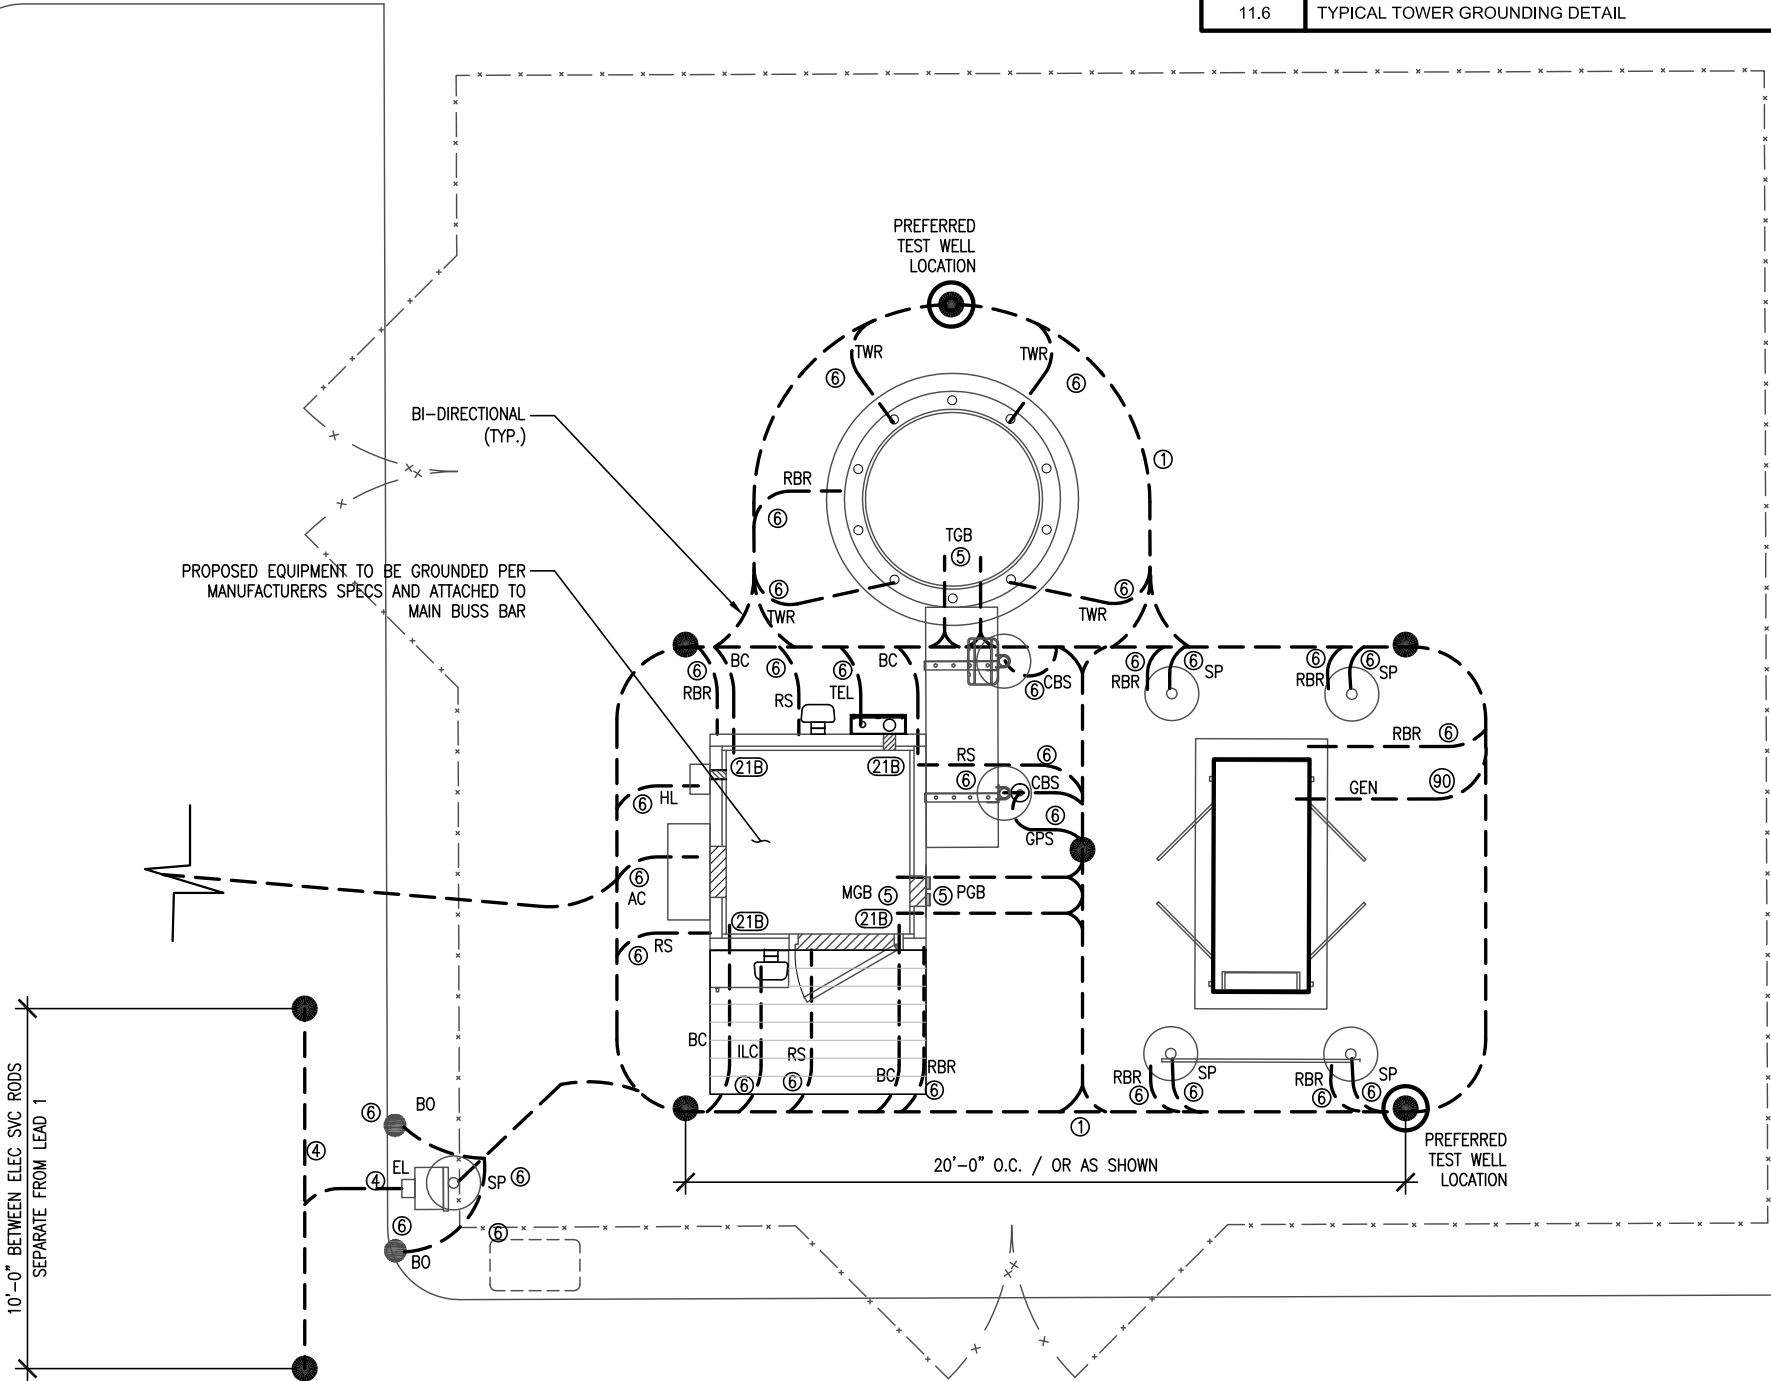 11.6 TYPICAL TOWER GROUNDING DETAIL
PREFERRED
TEST WELL
LOCATION
TWR
TWR
6
6
BI-DIRECTIONAL
(TYP.)
1
RBR
6
TGB
5
PROPOSED EQUIPMENT TO BE GROUNDED PER
MANUFACTURERS SPECS AND ATTACHED TO
MAIN BUSS BAR
6
TWR
6
TWR
6
BC
6
6
BC
RBR
RS
TEL
6
CBS
6
6
SP
RBR
6
6
SP
RBR
RBR
6
GEN
90
21B
21B
RS
6
6
CBS
6
GPS
HL
6
6
AC
MGB
5
5
PGB
21B
21B
RS
6
BC
ILC
RS
BC
RBR
6
6
6
RBR
SP
6
6
RBR
SP
6
6
1
20'-0" O.C. / OR AS SHOWN
PREFERRED
TEST WELL
LOCATION
10'-0" BETWEEN ELEC SVC RODS
SEPARATE FROM LEAD 1
4
4
6
BO
EL
SP
6
6
6
BO